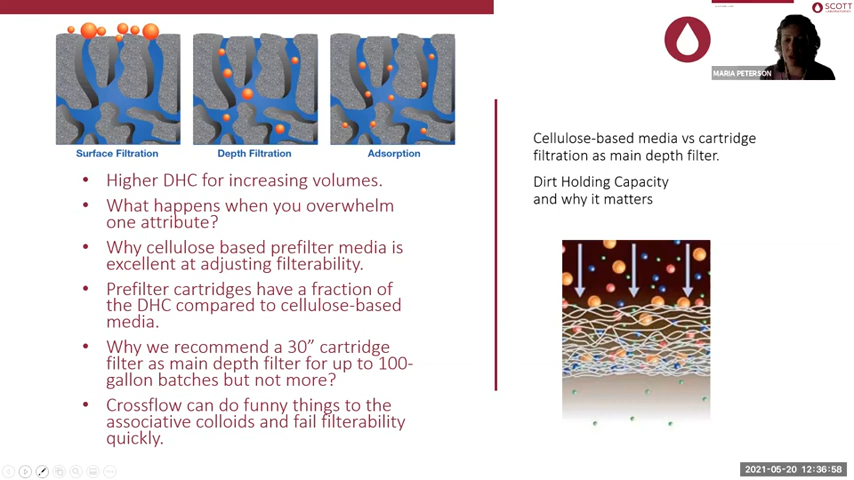 SCOTT
LABORATORIES
MARIA PETERSON
Surface Filtration
Depth Filtration
Adsorption
• Higher DHC for increasing volumes.
• What happens when you overwhelm
one attribute?
• Why cellulose based prefilter media is
excellent at adjusting filterability.
• Prefilter cartridges have a fraction of
the DHC compared to cellulose-based
media.
• Why we recommend a 30” cartridge
filter as main depth filter for up to 100-
gallon batches but not more?
• Crossflow can do funny things to the
associative colloids and fail filterability
quickly.
Cellulose-based media vs cartridge
filtration as main depth filter.
Dirt Holding Capacity
and why it matters
2021-05-20 12:36:58